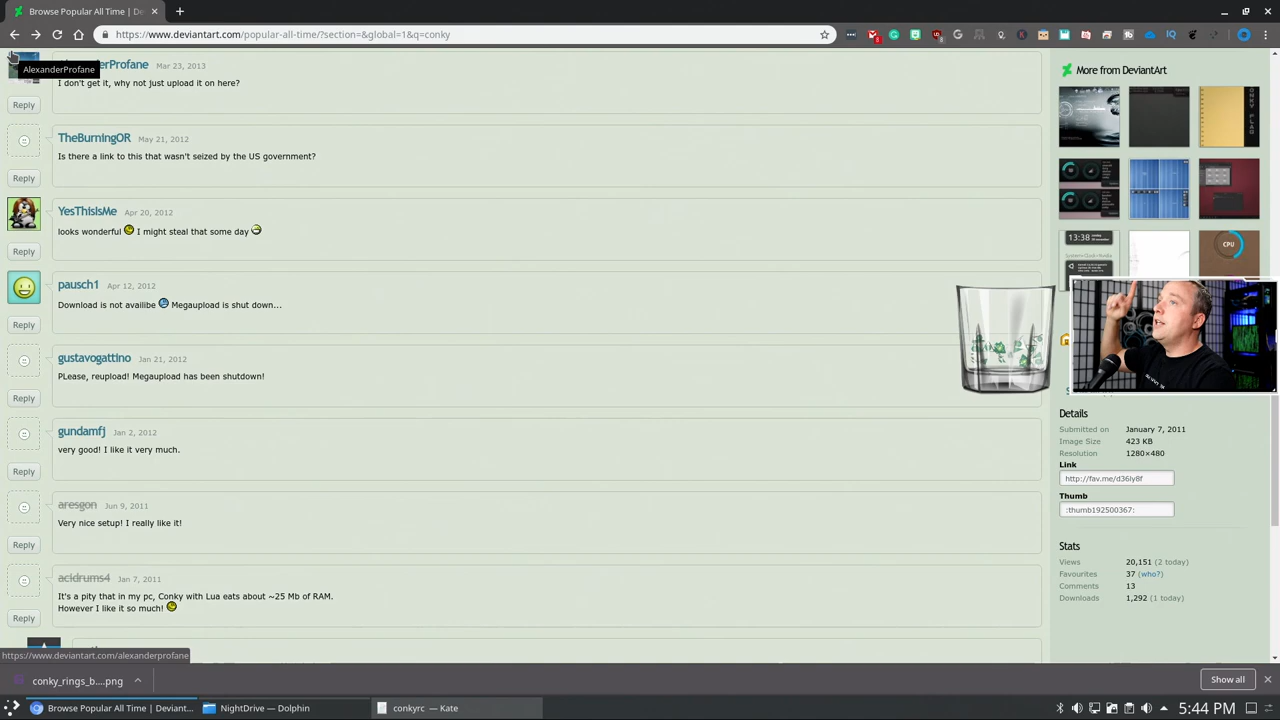 Browse Popular All Time | D
https://www.deviantart.com/popular-all-time/?section=&global=1&q=conky
AlexanderProfane
erProfane Mar 23, 2013
I don't get it, why not just upload it on here?
Reply
TheBurningOR May 21, 2012
Is there a link to this that wasn't seized by the US government?
Reply
YesThisIsMe Apr 20, 2012
looks wonderful I might steal that some day
Reply
pausch1 Apr 12, 2012
Download is not availibe Megaupload is shut down...
Reply
gustavogattino Jan 21, 2012
PLease, reupload! Megaupload has been shutdown!
Reply
gundamfj Jan 2, 2012
very good! I like it very much.
Reply
aresgon Jun 9, 2011
Very nice setup! I really like it!
Reply
acidrums4 Jan 7, 2011
It's a pity that in my pc, Conky with Lua eats about ~25 Mb of RAM.
However I like it so much!
Reply
https://www.deviantart.com/alexanderprofane
More from DeviantArt
13:38
CPU
Details
Submitted on January 7, 2011
Image Size 423 KB
Resolution 1280×480
Link
http://fav.me/d36ly8f
Thumb
:thumb192500367:
Stats
Views 20,151 (2 today)
Favourites 37 (who?)
Comments 13
Downloads 1,292 (1 today)
conky_rings_b....png
Show all
Browse Popular All Time | Deviant...
NightDrive — Dolphin
conkyrc — Kate
5:44 PM